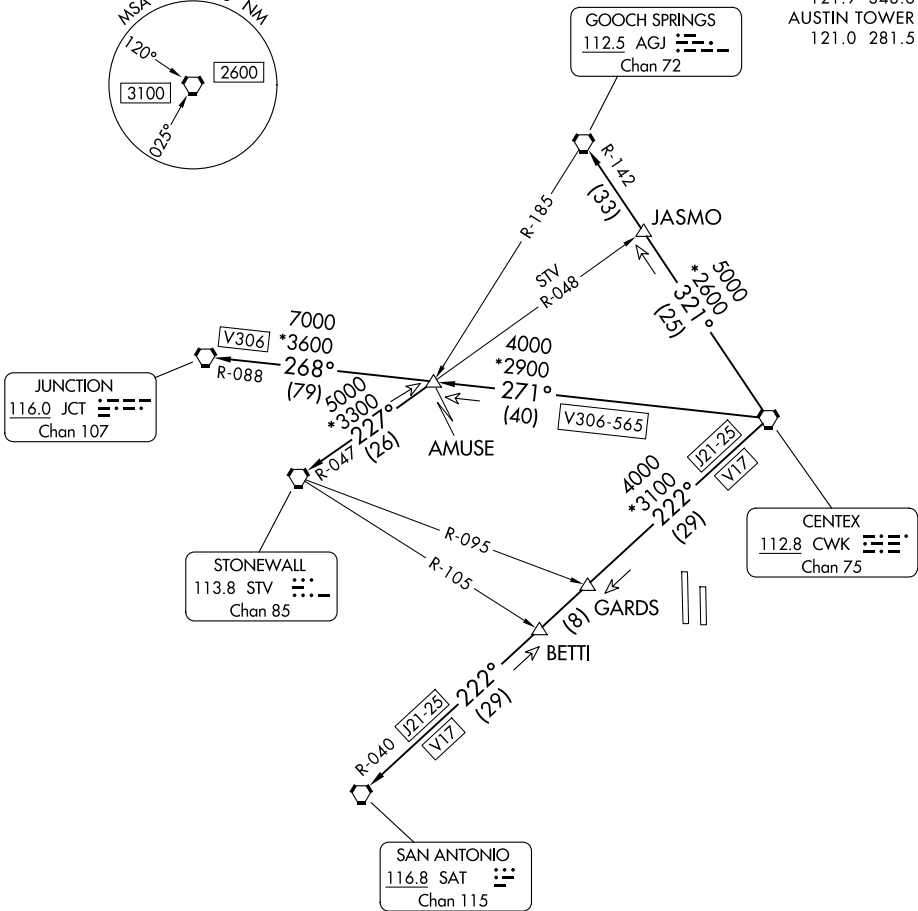 MSA
NM
120°
2600
3100
025°
AUSTIN TOWER
121.0 281.5
GOOCH SPRINGS
112.5 AGJ
Chan 72
R-142
(33)
JASMO
R-185
STV
R-048
5000
*2600
321°
(25)
7000
V306 *3600
268°
R-088
(79)
JUNCTION
116.0 JCT
Chan 107
4000
*2900
271°
(40)
V306-565
5000
*3300
227°
R-047
(26)
AMUSE
J21-25
V17
4000
*3100
222°
(29)
CENTEX
112.8 CWK
Chan 75
R-095
R-105
STONEWALL
113.8 STV
Chan 85
GARDS
(8)
BETTI
222°
(29)
J21-25
V17
R-040
SAN ANTONIO
116.8 SAT
Chan 115